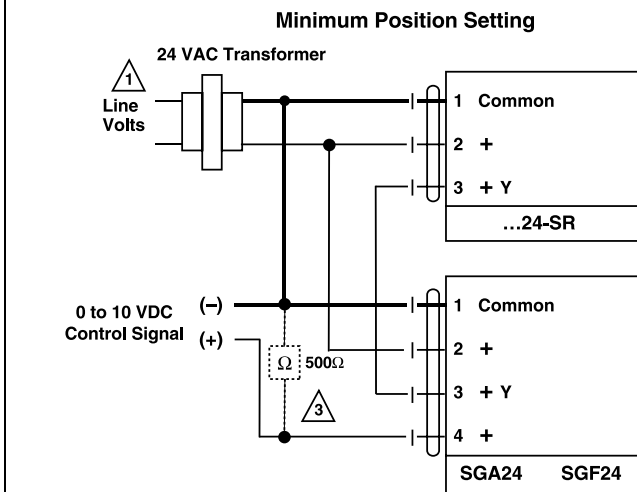 Minimum Position Setting
24 VAC Transformer
1
Line
Volts
1 Common
2 +
3 + Y
...24-SR
0 to 10 VDC
Control Signal
(–)
(+)
Ω 500Ω
3
1 Common
2 +
3 + Y
4 +
SGA24 SGF24